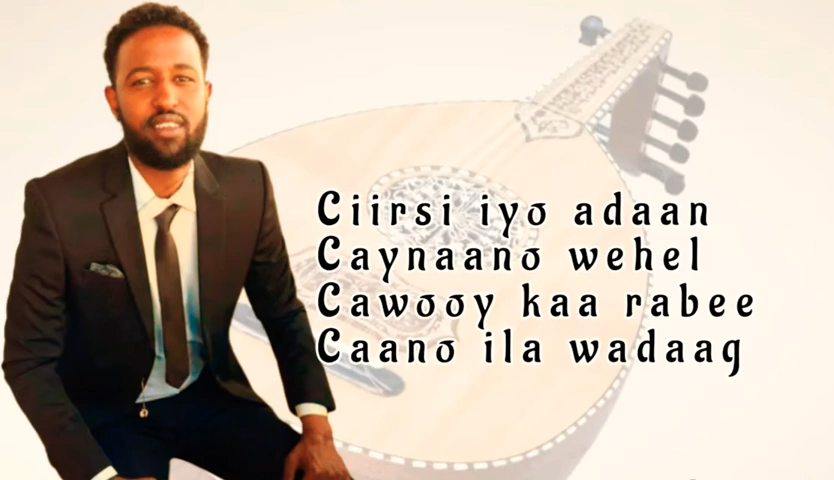 Ciirsi iyo adaan
Caynaano wehel
Cawooy kaa rabee
Caano ila wadaag